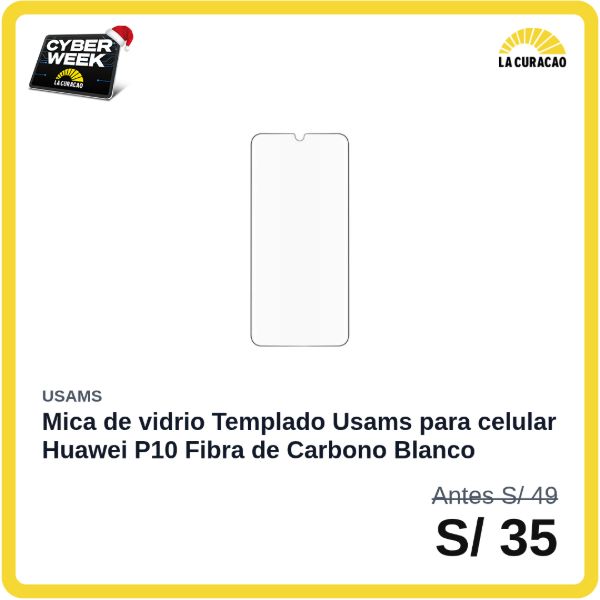 CYBER
WEEK
LA CURACAO
LA CURACAO
USAMS
Mica de vidrio Templado Usams para celular
Huawei P10 Fibra de Carbono Blanco
Antes S/ 49
S/ 35